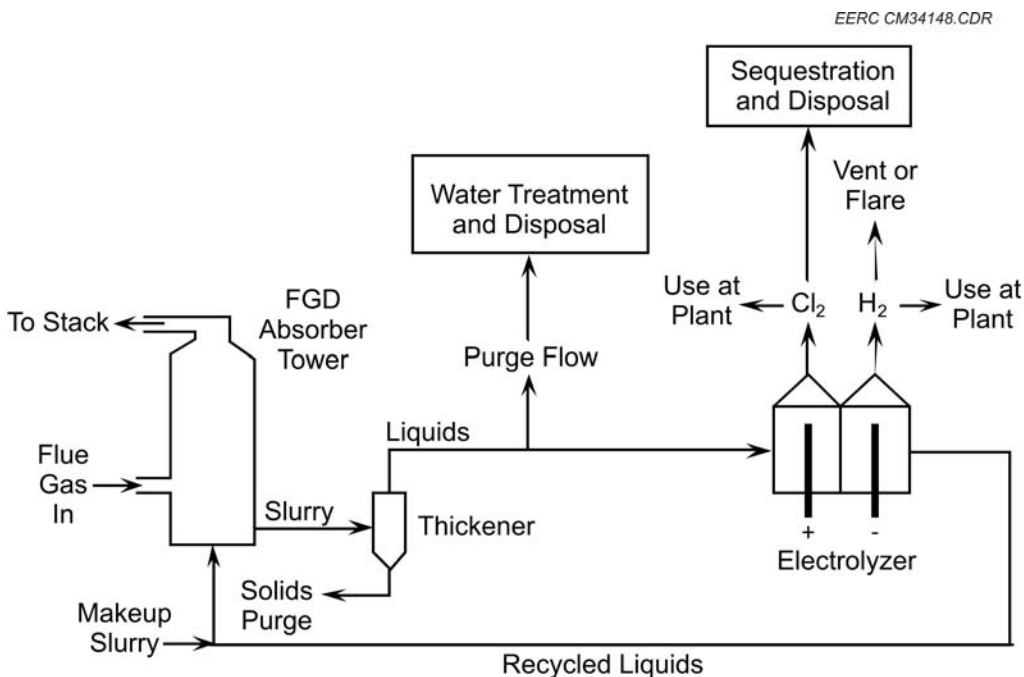 EERC CM34148.CDR
Sequestration
and Disposal
Vent or
Flare
Water Treatment
and Disposal
Use at
Plant
Cl₂
H₂
Use at
Plant
To Stack
FGD
Absorber
Tower
Purge Flow
Liquids
Flue
Gas
In
Slurry
Thickener
+
-
Electrolyzer
Solids
Purge
Makeup
Slurry
Recycled Liquids